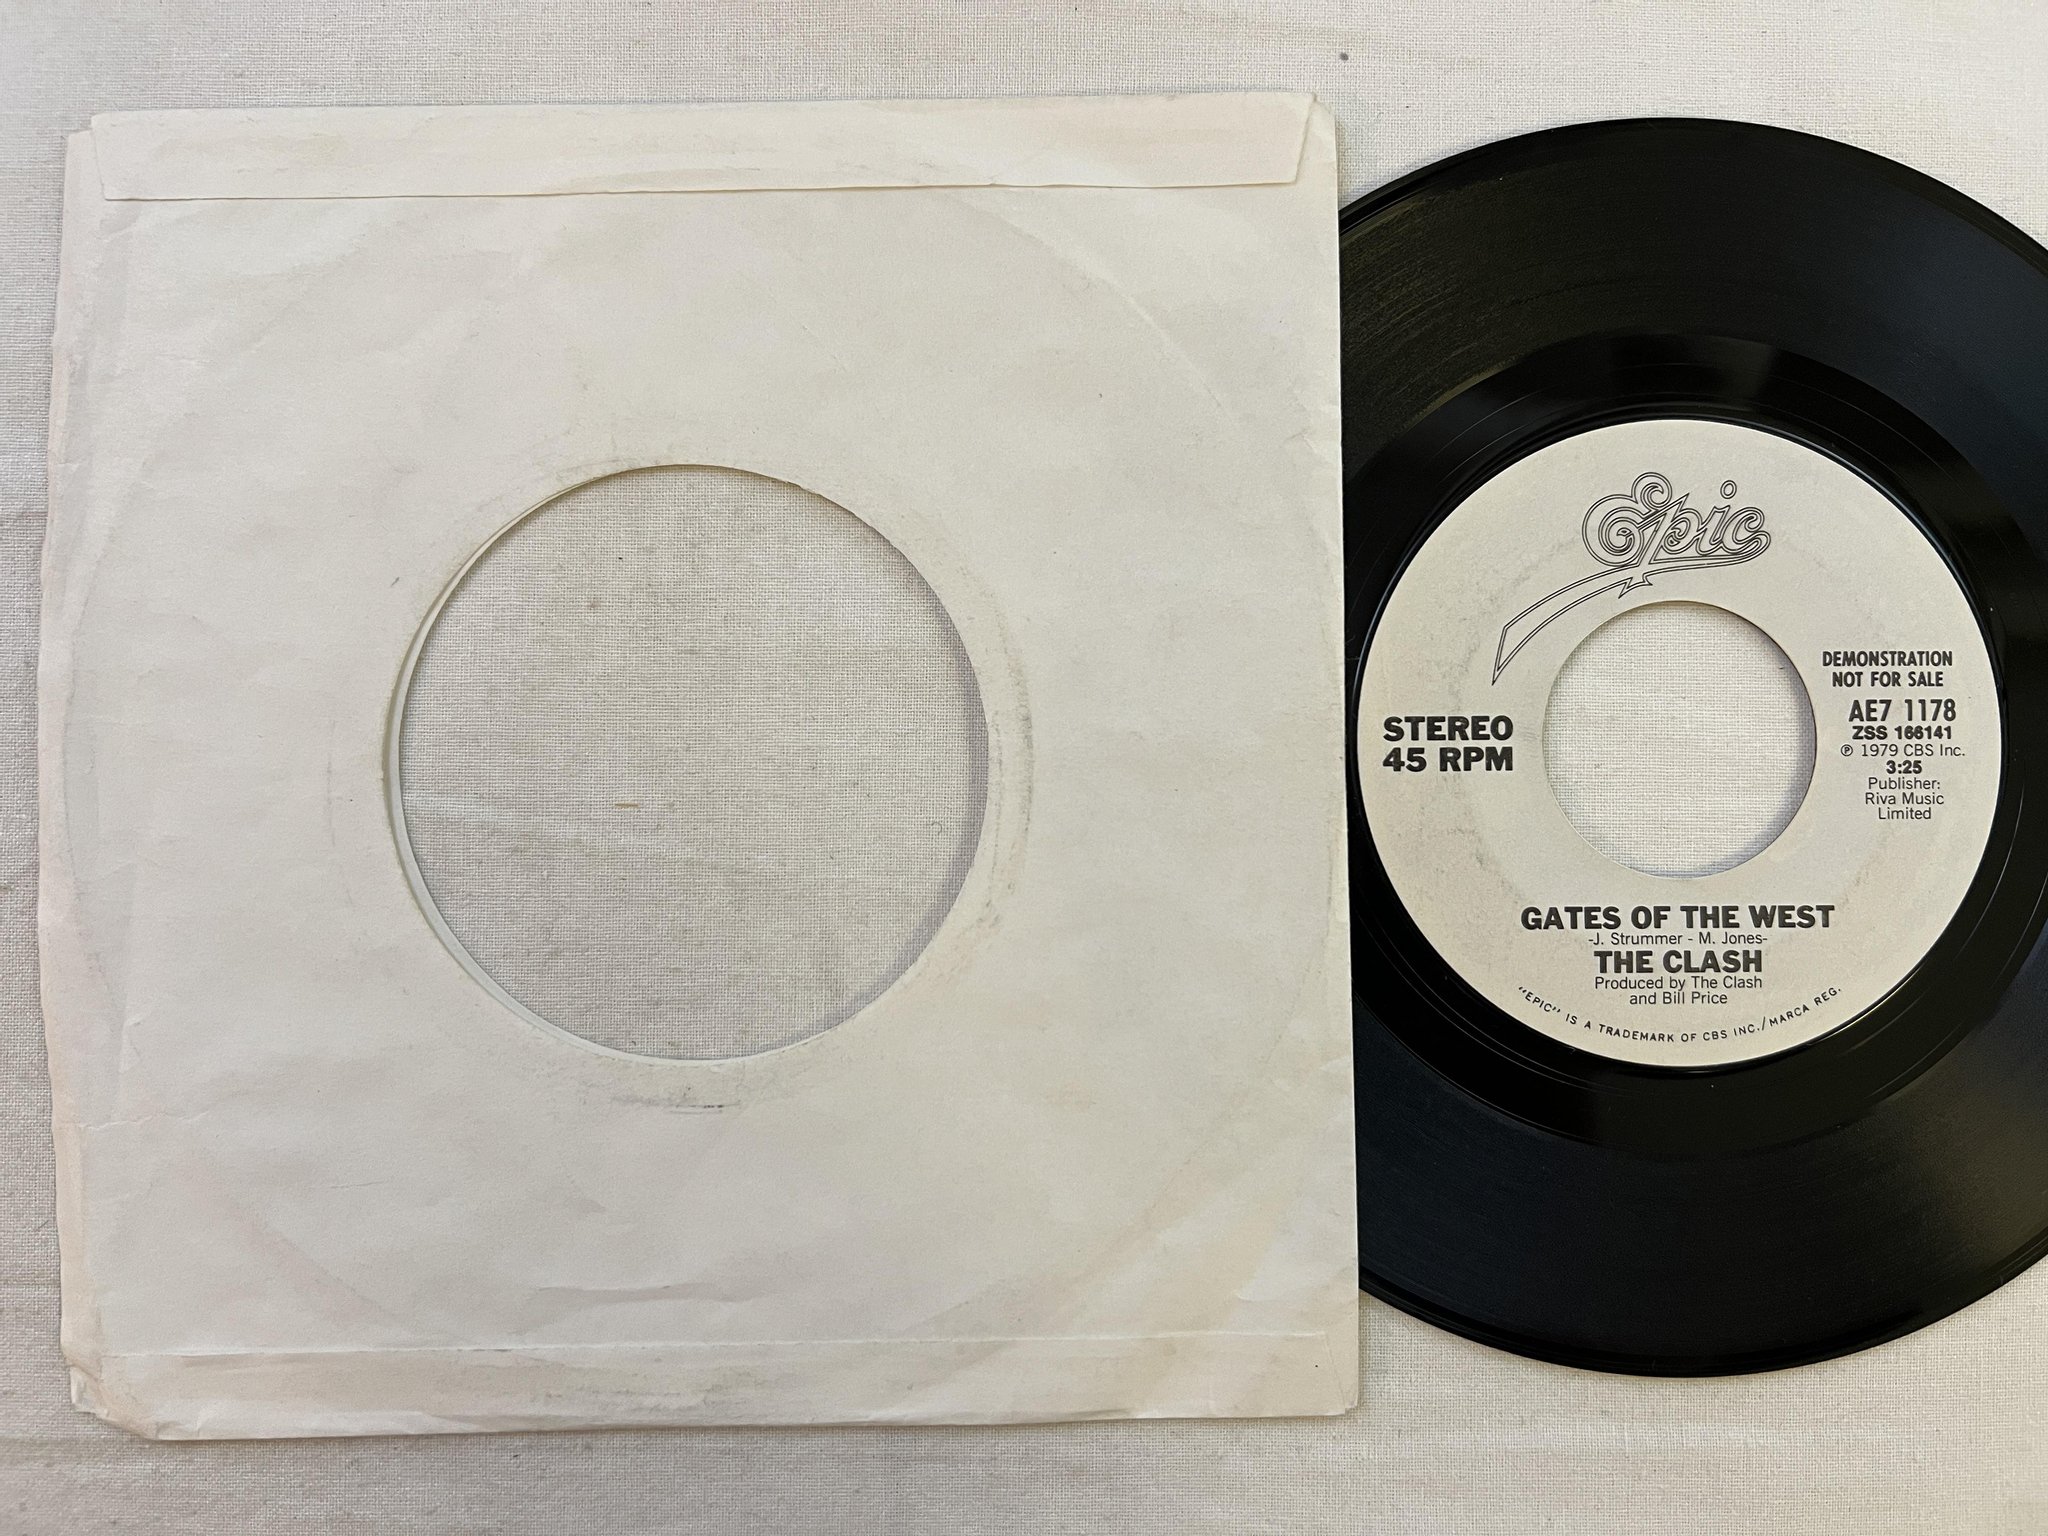 Epic
DEMONSTRATION
NOT FOR SALE
AE7 1178
ZSS 166141
℗ 1979 CBS Inc.
3:25
Publisher:
Riva Music
Limited
STEREO
45 RPM
GATES OF THE WEST
-J. Strummer - M. Jones-
THE CLASH
Produced by The Clash
and Bill Price
"EPIC" IS A TRADEMARK OF CBS INC./MARCA REG.